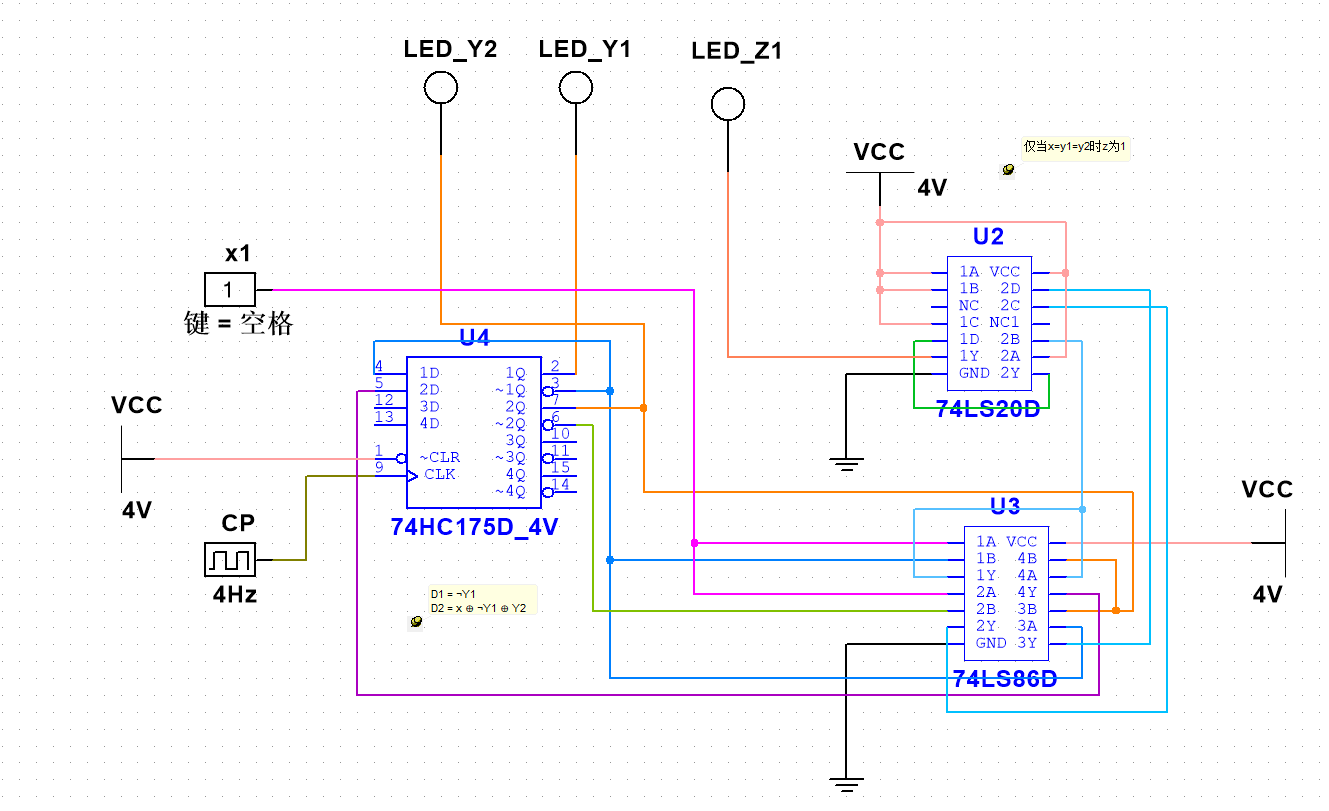 LED_Y2 LED_Y1 LED_Z1
VCC
4V
仅当x=y1=y2时z为1
x1
1
键 = 空格
U2
1A VCC
1B 2D
NC 2C
1C NC1
1D 2B
1Y 2A
GND 2Y
74LS20D
U4
4 1D 1Q 2
5 2D ~1Q 3
12 3D 2Q 7
13 4D ~2Q 6
3Q 10
1 ~CLR ~3Q 11
9 CLK 4Q 15
~4Q 14
74HC175D_4V
VCC
4V
CP
4Hz
D1 = ¬Y1
D2 = x ⊕ ¬Y1 ⊕ Y2
U3
1A VCC
1B 4B
1Y 4A
2A 4Y
2B 3B
2Y 3A
GND 3Y
74LS86D
VCC
4V